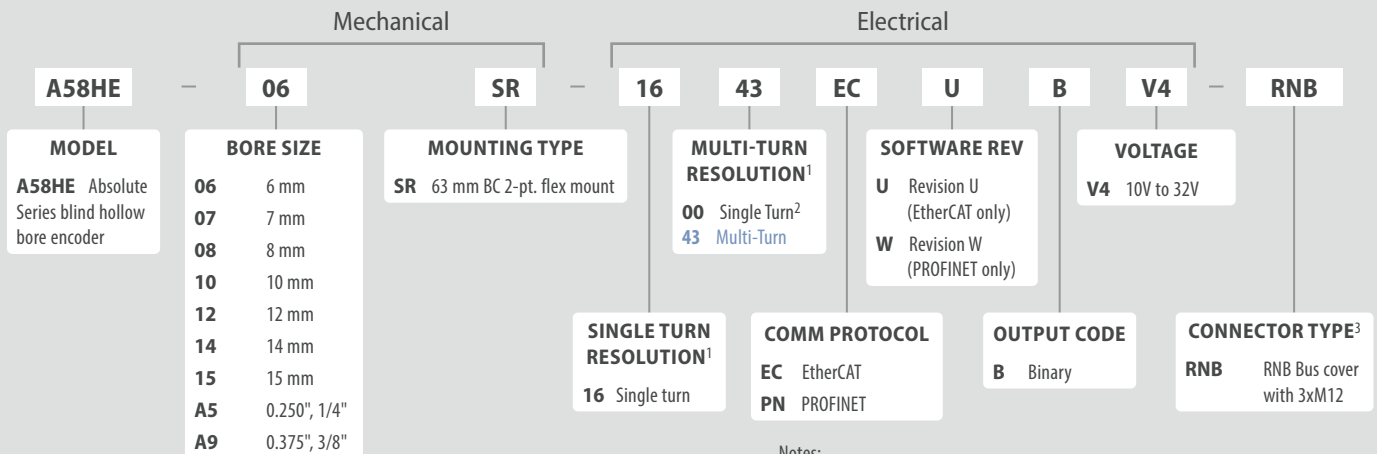 Mechanical
Electrical
A58HE – 06 SR – 16 43 EC U B V4 – RNB
MODEL
A58HE Absolute
Series blind hollow
bore encoder
BORE SIZE
06 6 mm
07 7 mm
08 8 mm
10 10 mm
12 12 mm
14 14 mm
15 15 mm
A5 0.250", 1/4"
A9 0.375", 3/8"
MOUNTING TYPE
SR 63 mm BC 2-pt. flex mount
SINGLE TURN
RESOLUTION1
16 Single turn
MULTI-TURN
RESOLUTION1
00 Single Turn2
43 Multi-Turn
COMM PROTOCOL
EC EtherCAT
PN PROFINET
SOFTWARE REV
U Revision U
(EtherCAT only)
W Revision W
(PROFINET only)
OUTPUT CODE
B Binary
VOLTAGE
V4 10V to 32V
CONNECTOR TYPE3
RNB RNB Bus cover
with 3xM12
Notes: